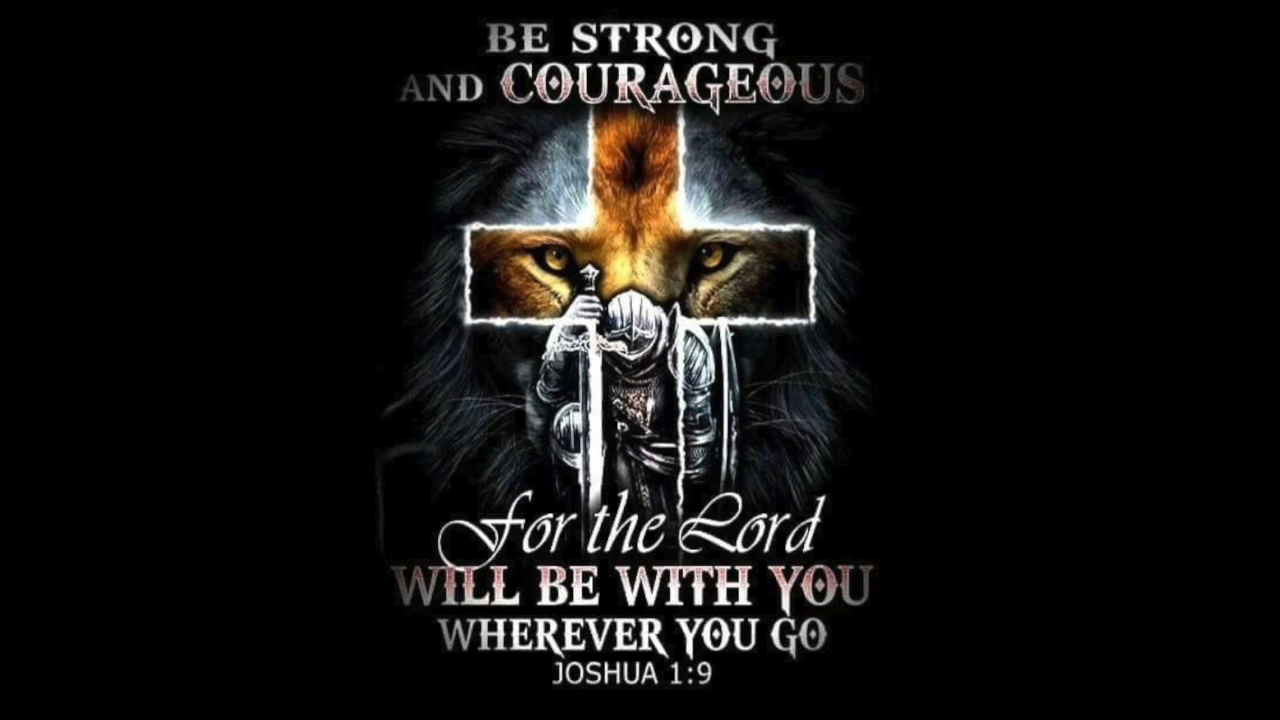 BE STRONG
AND COURAGEOUS
For the Lord
WILL BE WITH YOU
WHEREVER YOU GO
JOSHUA 1:9